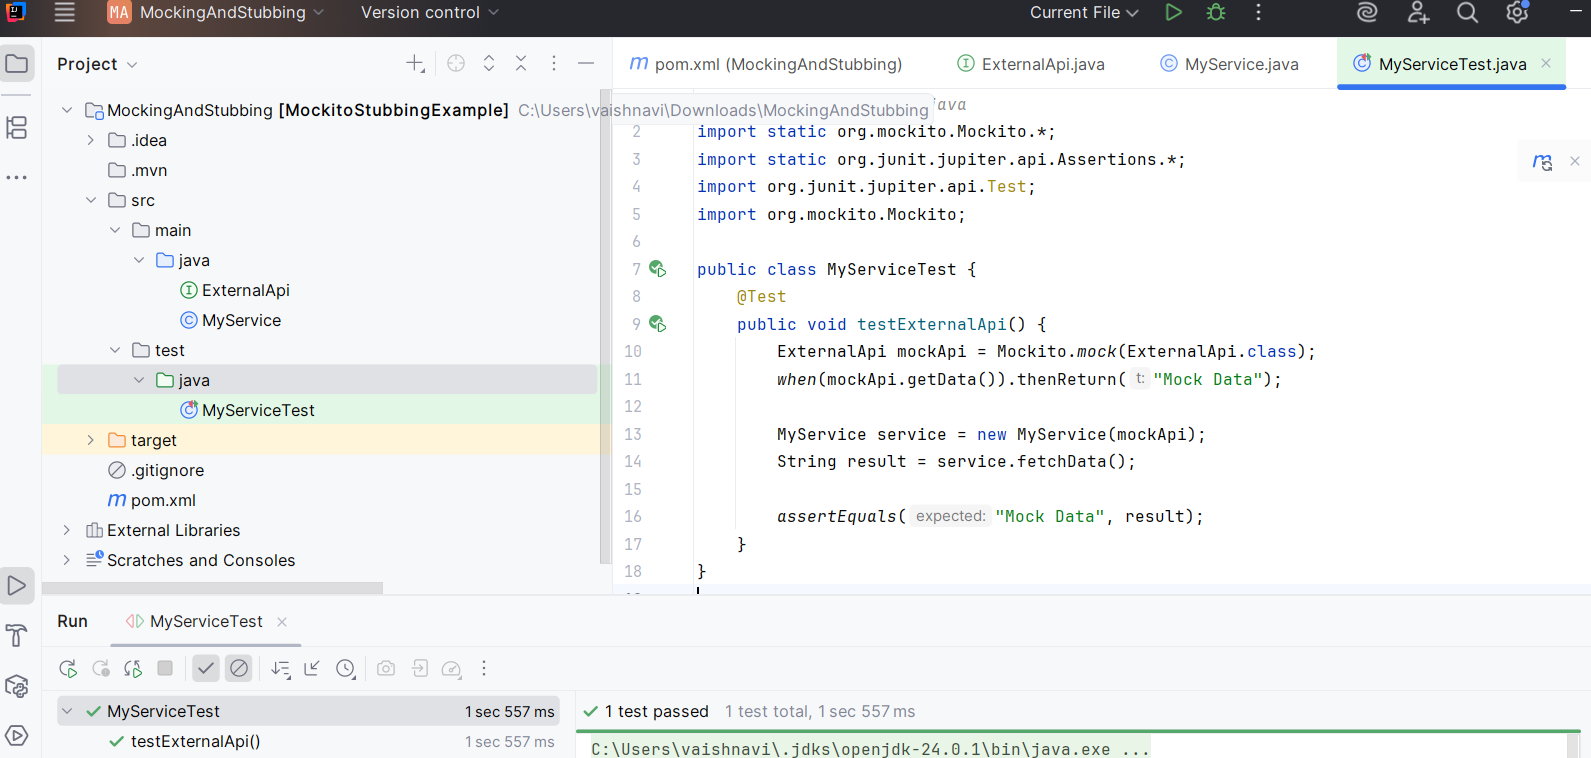 MA MockingAndStubbing Version control Current File
Project
pom.xml (MockingAndStubbing) ExternalApi.java MyService.java MyServiceTest.java
MockingAndStubbing [MockitoStubbingExample] C:\Users\vaishnavi\Downloads\MockingAndStubbing
.idea
.mvn
src
main
java
ExternalApi
MyService
test
java
MyServiceTest
target
.gitignore
pom.xml
External Libraries
Scratches and Consoles
java
2 import static org.mockito.Mockito.*;
3 import static org.junit.jupiter.api.Assertions.*;
4 import org.junit.jupiter.api.Test;
5 import org.mockito.Mockito;
6
7 public class MyServiceTest {
8 @Test
9 public void testExternalApi() {
10 ExternalApi mockApi = Mockito.mock(ExternalApi.class);
11 when(mockApi.getData()).thenReturn( t: "Mock Data");
12
13 MyService service = new MyService(mockApi);
14 String result = service.fetchData();
15
16 assertEquals( expected: "Mock Data", result);
17 }
18 }
Run MyServiceTest
MyServiceTest 1 sec 557 ms
testExternalApi() 1 sec 557 ms
1 test passed 1 test total, 1 sec 557 ms
C:\Users\vaishnavi\.jdks\openjdk-24.0.1\bin\java.exe ...